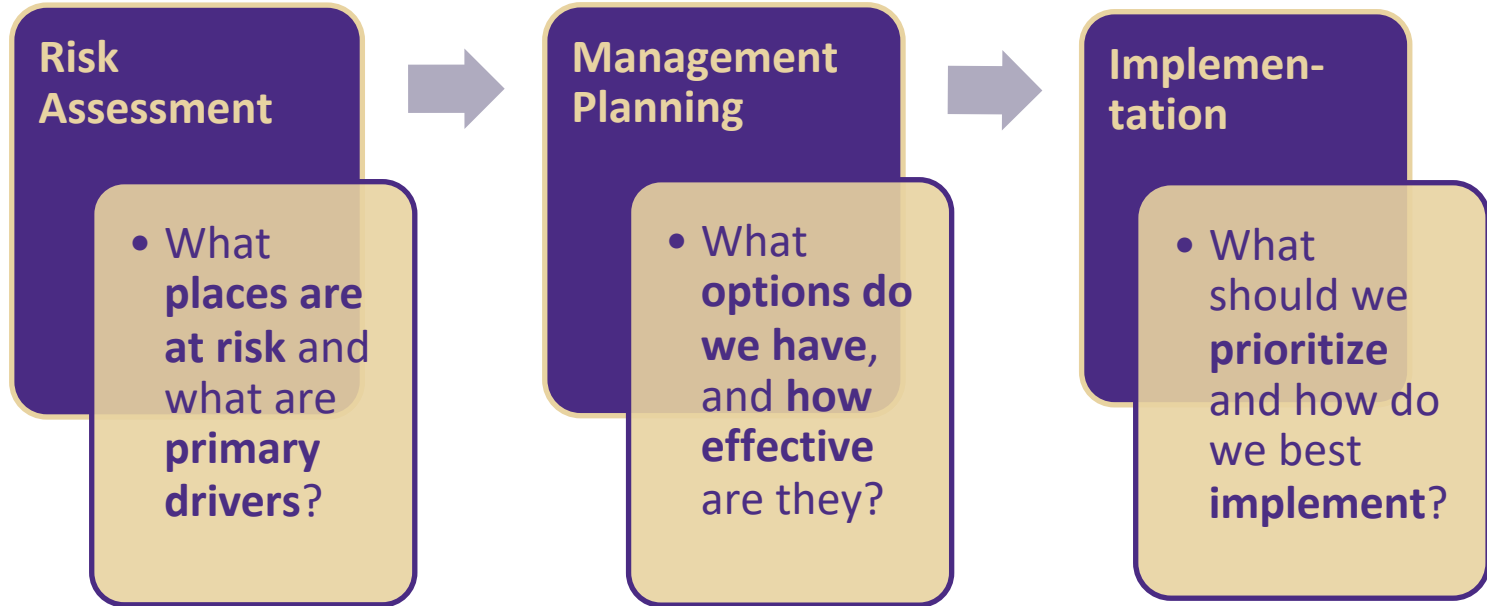 Risk
Assessment
• What
places are
at risk and
what are
primary
drivers?
Management
Planning
• What
options do
we have,
and how
effective
are they?
Implemen-
tation
• What
should we
prioritize
and how do
we best
implement?